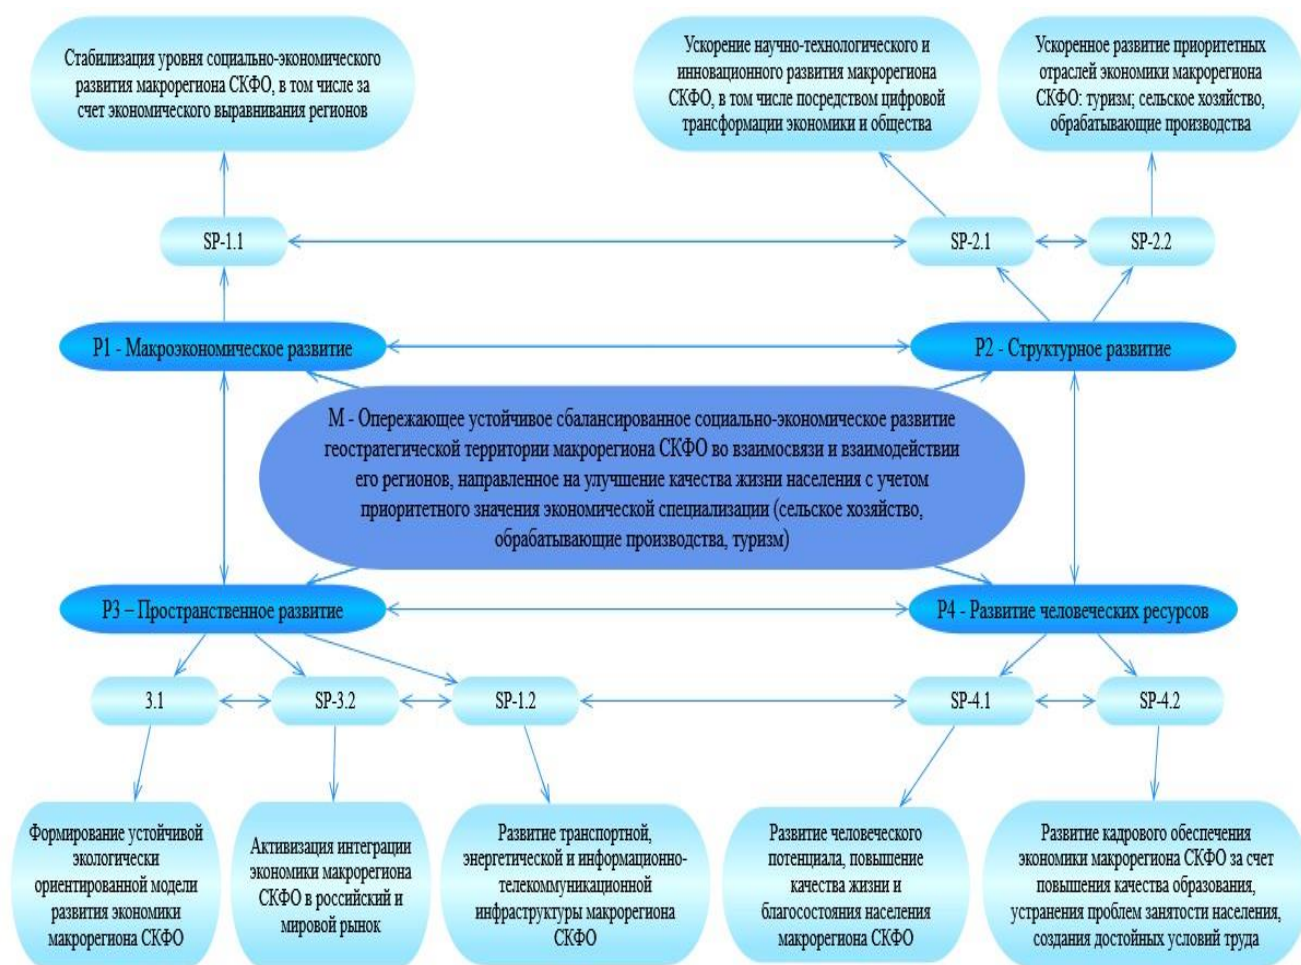 Стабилизация уровня социально-экономического
развития макрорегиона СКФО, в том числе за
счет экономического выравнивания регионов
Ускорение научно-технологического и
инновационного развития макрорегиона
СКФО, в том числе посредством цифровой
трансформации экономики и общества
Ускоренное развитие приоритетных
отраслей экономики макрорегиона
СКФО: туризм; сельское хозяйство,
обрабатывающие производства
SP-1.1
SP-2.1
SP-2.2
P1 - Макроэкономическое развитие
P2 - Структурное развитие
М - Опережающее устойчивое сбалансированное социально-экономическое развитие
геостратегической территории макрорегиона СКФО во взаимосвязи и взаимодействии
его регионов, направленное на улучшение качества жизни населения с учетом
приоритетного значения экономической специализации (сельское хозяйство,
обрабатывающие производства, туризм)
P3 – Пространственное развитие
P4 - Развитие человеческих ресурсов
3.1
SP-3.2
SP-1.2
SP-4.1
SP-4.2
Формирование устойчивой
экологически
ориентированной модели
развития экономики
макрорегиона СКФО
Активизация интеграции
экономики макрорегиона
СКФО в российский и
мировой рынок
Развитие транспортной,
энергетической и информационно-
телекоммуникационной
инфраструктуры макрорегиона
СКФО
Развитие человеческого
потенциала, повышение
качества жизни и
благосостояния населения
макрорегиона СКФО
Развитие кадрового обеспечения
экономики макрорегиона СКФО за счет
повышения качества образования,
устранения проблем занятости населения,
создания достойных условий труда